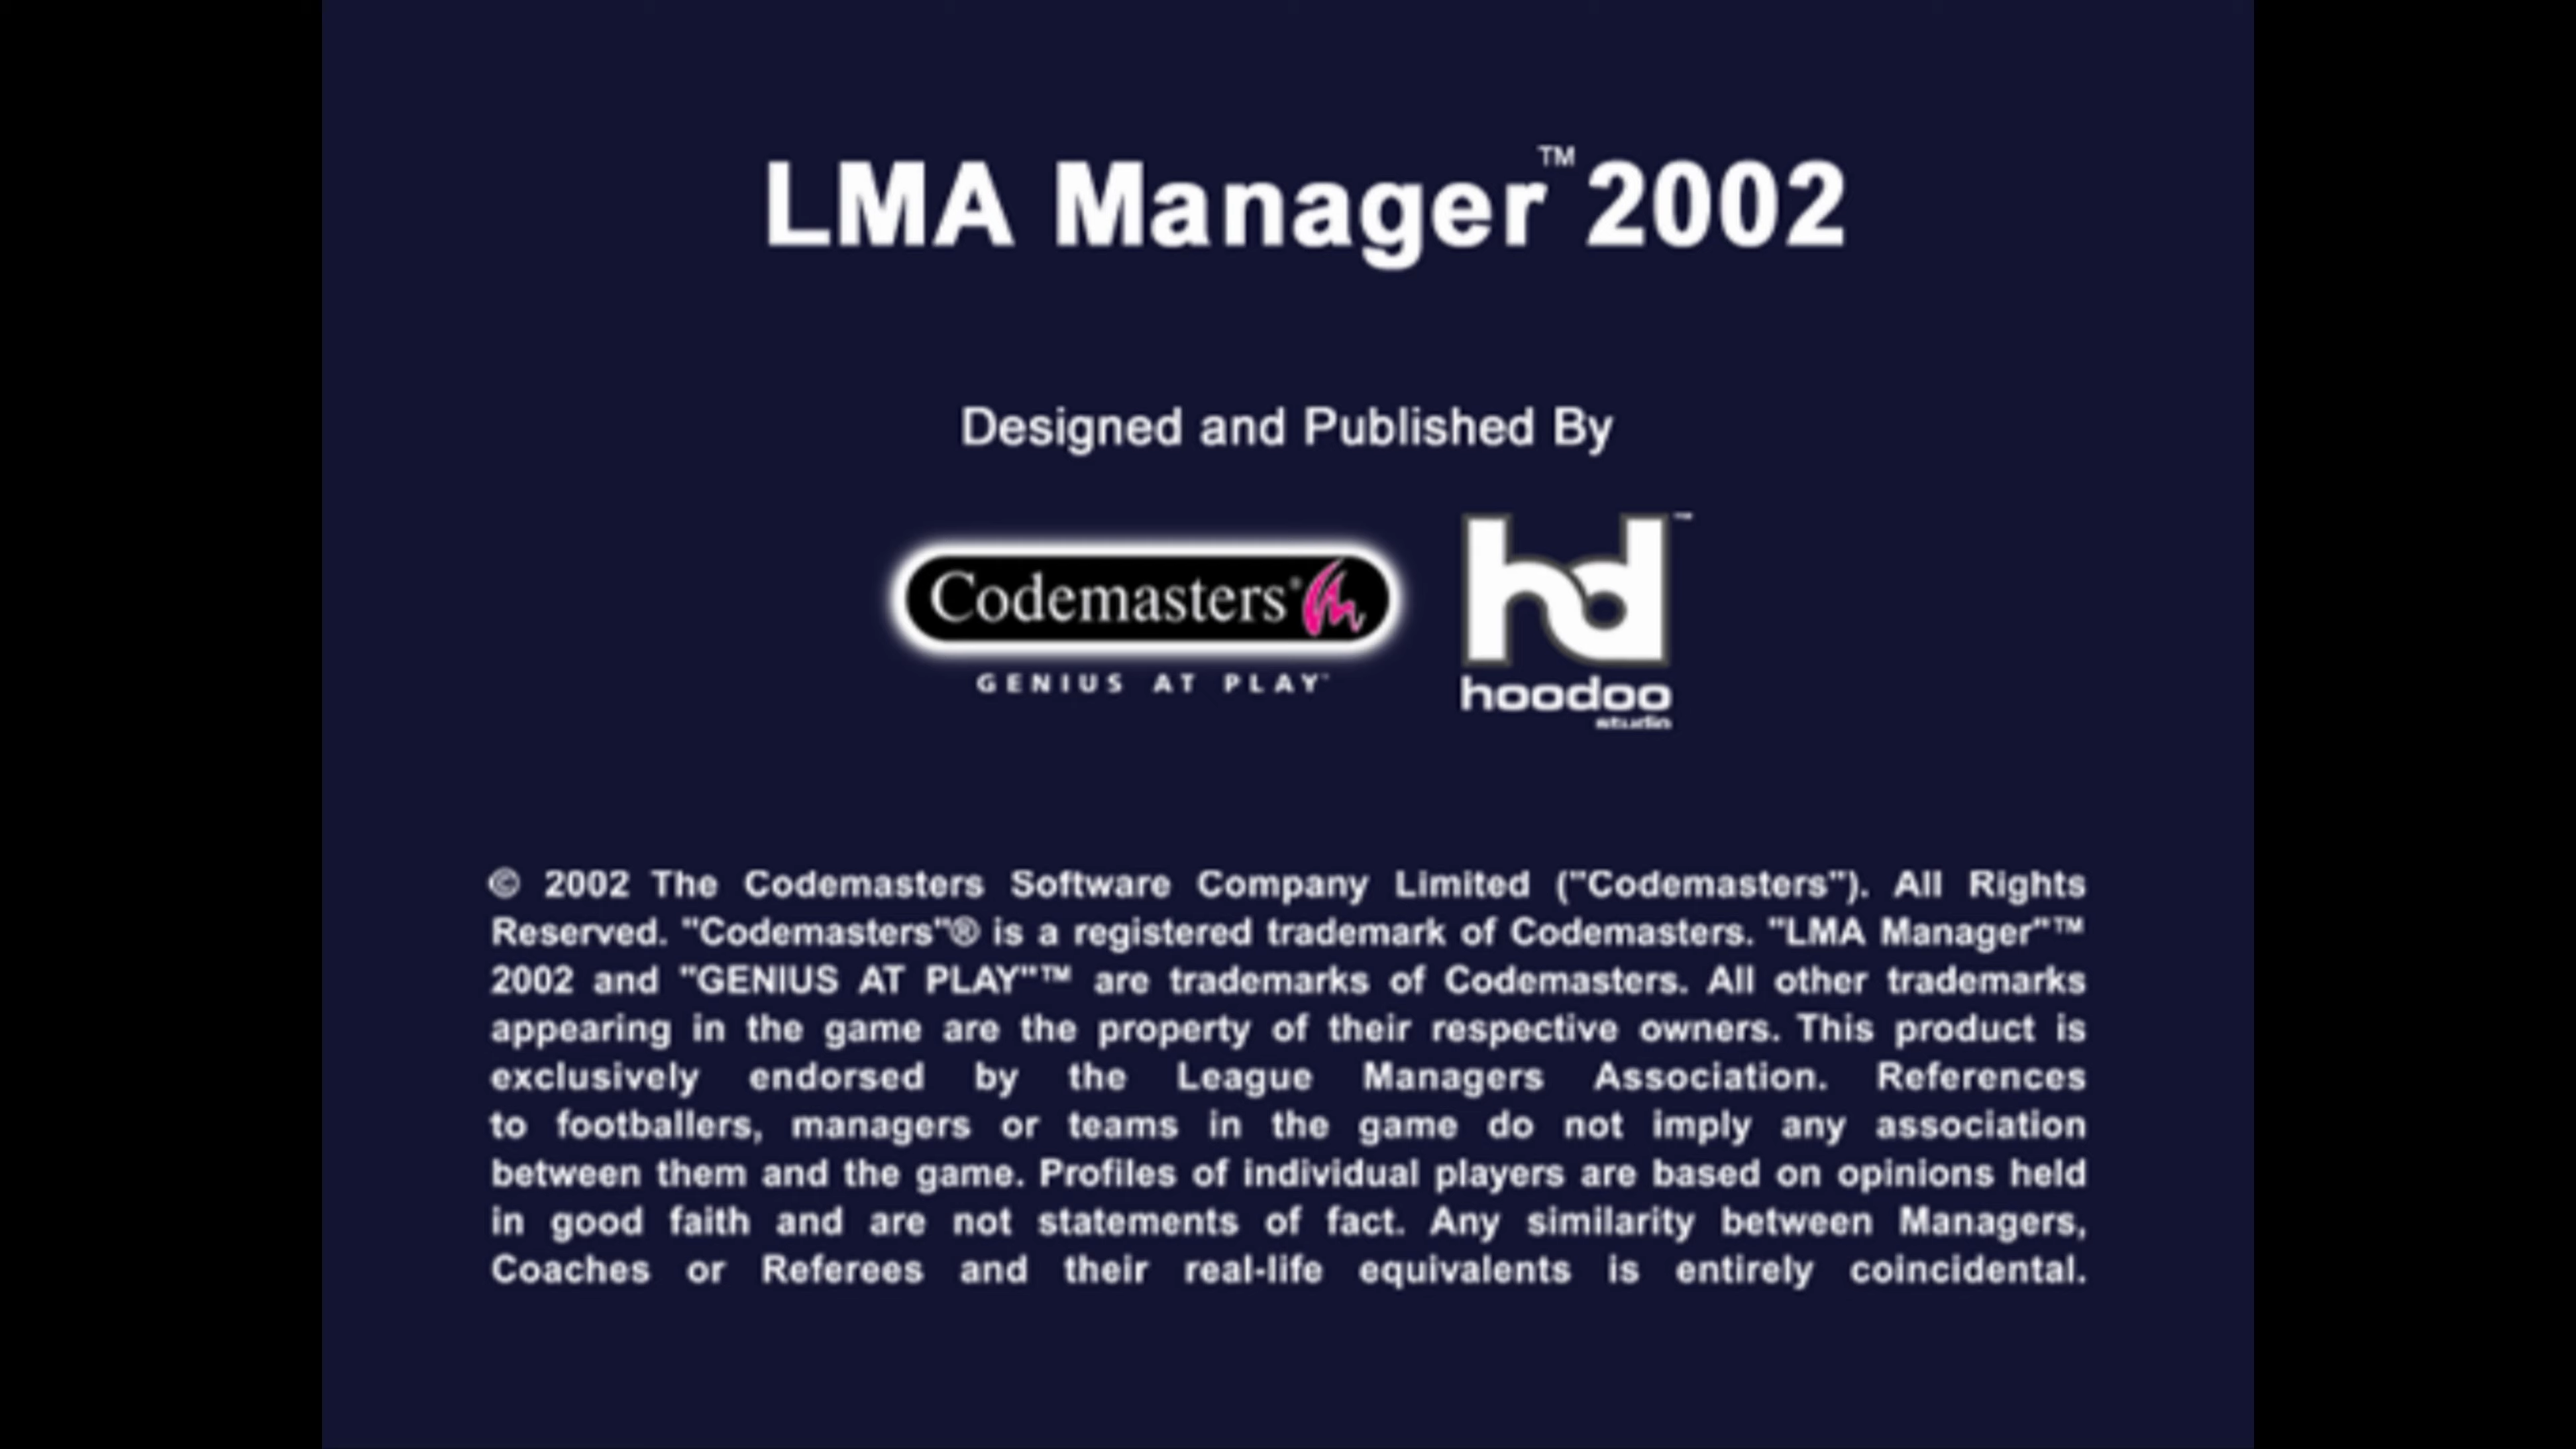 LMA Manager™ 2002
Designed and Published By
Codemasters®
GENIUS AT PLAY™
hd™
hoodoo
studio
© 2002 The Codemasters Software Company Limited ("Codemasters"). All Rights
Reserved. "Codemasters"® is a registered trademark of Codemasters. "LMA Manager"™
2002 and "GENIUS AT PLAY"™ are trademarks of Codemasters. All other trademarks
appearing in the game are the property of their respective owners. This product is
exclusively endorsed by the League Managers Association. References
to footballers, managers or teams in the game do not imply any association
between them and the game. Profiles of individual players are based on opinions held
in good faith and are not statements of fact. Any similarity between Managers,
Coaches or Referees and their real-life equivalents is entirely coincidental.